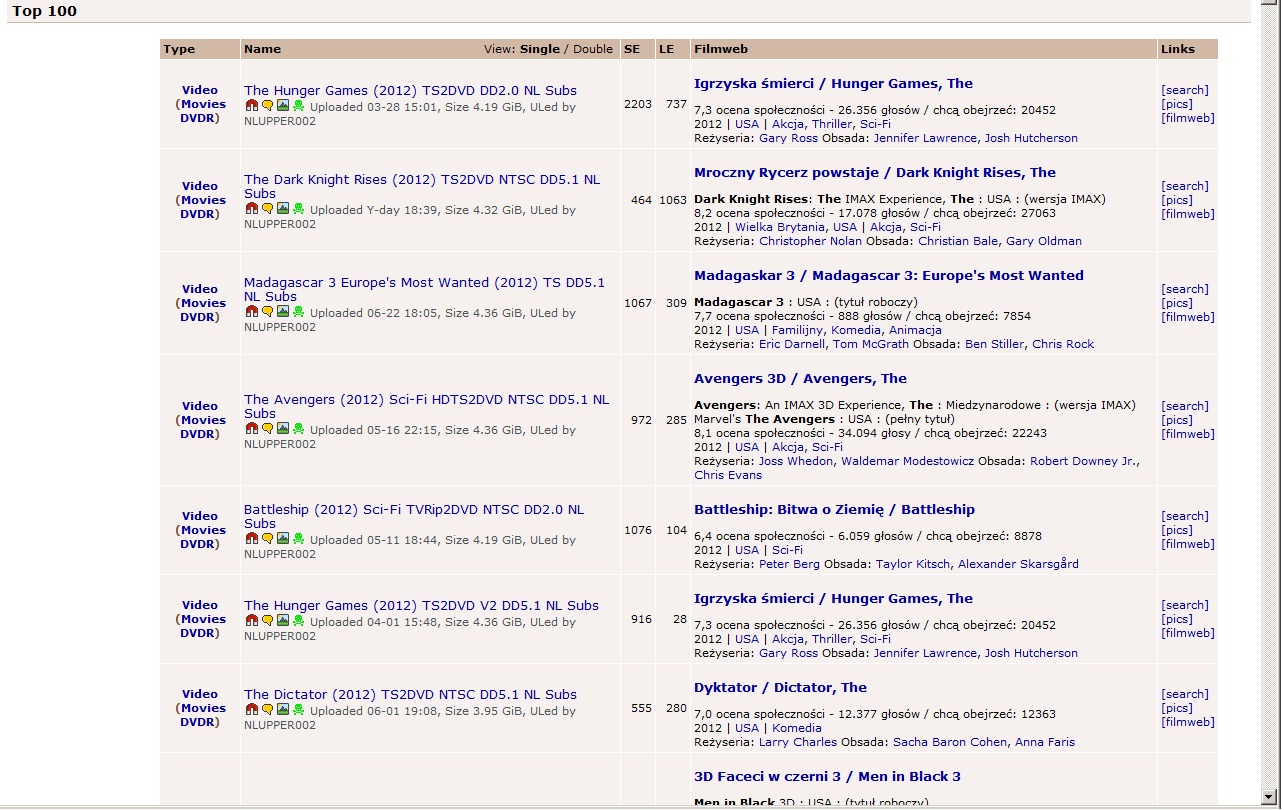 Top 100
Type Name View: Single / Double SE LE Filmweb Links
Video
(Movies
DVDR)
The Hunger Games (2012) TS2DVD DD2.0 NL Subs
Uploaded 03-28 15:01, Size 4.19 GiB, ULed by
NLUPPER002
2203 737
Igrzyska śmierci / Hunger Games, The
7,3 ocena społeczności - 26.356 głosów / chcą obejrzeć: 20452
2012 | USA | Akcja, Thriller, Sci-Fi
Reżyseria: Gary Ross Obsada: Jennifer Lawrence, Josh Hutcherson
[search]
[pics]
[filmweb]
Video
(Movies
DVDR)
The Dark Knight Rises (2012) TS2DVD NTSC DD5.1 NL
Subs
Uploaded Y-day 18:39, Size 4.32 GiB, ULed by
NLUPPER002
464 1063
Mroczny Rycerz powstaje / Dark Knight Rises, The
Dark Knight Rises: The IMAX Experience, The : USA : (wersja IMAX)
8,2 ocena społeczności - 17.078 głosów / chcą obejrzeć: 27063
2012 | Wielka Brytania, USA | Akcja, Sci-Fi
Reżyseria: Christopher Nolan Obsada: Christian Bale, Gary Oldman
[search]
[pics]
[filmweb]
Video
(Movies
DVDR)
Madagascar 3 Europe's Most Wanted (2012) TS DD5.1
NL Subs
Uploaded 06-22 18:05, Size 4.36 GiB, ULed by
NLUPPER002
1067 309
Madagaskar 3 / Madagascar 3: Europe's Most Wanted
Madagascar 3 : USA : (tytuł roboczy)
7,7 ocena społeczności - 888 głosów / chcą obejrzeć: 7854
2012 | USA | Familijny, Komedia, Animacja
Reżyseria: Eric Darnell, Tom McGrath Obsada: Ben Stiller, Chris Rock
[search]
[pics]
[filmweb]
Video
(Movies
DVDR)
The Avengers (2012) Sci-Fi HDTS2DVD NTSC DD5.1 NL
Subs
Uploaded 05-16 22:15, Size 4.36 GiB, ULed by
NLUPPER002
972 285
Avengers 3D / Avengers, The
Avengers: An IMAX 3D Experience, The : Miedzynarodowe : (wersja IMAX)
Marvel's The Avengers : USA : (pełny tytuł)
8,1 ocena społeczności - 34.094 głosy / chcą obejrzeć: 22243
2012 | USA | Akcja, Sci-Fi
Reżyseria: Joss Whedon, Waldemar Modestowicz Obsada: Robert Downey Jr.,
Chris Evans
[search]
[pics]
[filmweb]
Video
(Movies
DVDR)
Battleship (2012) Sci-Fi TVRip2DVD NTSC DD2.0 NL
Subs
Uploaded 05-11 18:44, Size 4.19 GiB, ULed by
NLUPPER002
1076 104
Battleship: Bitwa o Ziemię / Battleship
6,4 ocena społeczności - 6.059 głosów / chcą obejrzeć: 8878
2012 | USA | Sci-Fi
Reżyseria: Peter Berg Obsada: Taylor Kitsch, Alexander Skarsgård
[search]
[pics]
[filmweb]
Video
(Movies
DVDR)
The Hunger Games (2012) TS2DVD V2 DD5.1 NL Subs
Uploaded 04-01 15:48, Size 4.36 GiB, ULed by
NLUPPER002
916 28
Igrzyska śmierci / Hunger Games, The
7,3 ocena społeczności - 26.356 głosów / chcą obejrzeć: 20452
2012 | USA | Akcja, Thriller, Sci-Fi
Reżyseria: Gary Ross Obsada: Jennifer Lawrence, Josh Hutcherson
[search]
[pics]
[filmweb]
Video
(Movies
DVDR)
The Dictator (2012) TS2DVD NTSC DD5.1 NL Subs
Uploaded 06-01 19:08, Size 3.95 GiB, ULed by
NLUPPER002
555 280
Dyktator / Dictator, The
7,0 ocena społeczności - 12.377 głosów / chcą obejrzeć: 12363
2012 | USA | Komedia
Reżyseria: Larry Charles Obsada: Sacha Baron Cohen, Anna Faris
[search]
[pics]
[filmweb]
3D Faceci w czerni 3 / Men in Black 3
Men in Black 3D : USA : (tytuł roboczy)